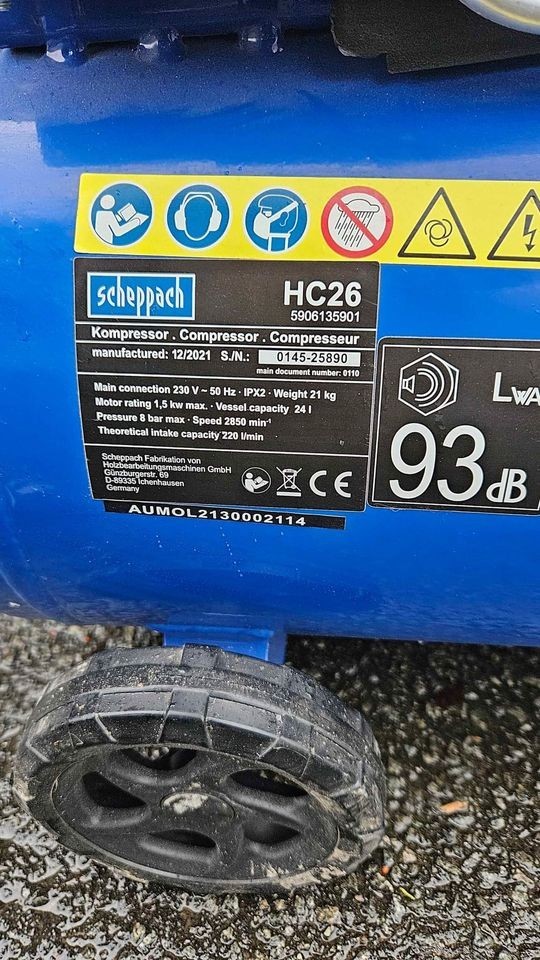 scheppach
HC26
5906135901
Kompressor . Compressor . Compresseur
manufactured: 12/2021 S./N.: 0145-25890
main document number: 0110
Main connection 230 V ~ 50 Hz · IPX2 · Weight 21 kg
Motor rating 1,5 kw max. · Vessel capacity 24 l
Pressure 8 bar max · Speed 2850 min⁻¹
Theoretical intake capacity 220 l/min
Scheppach Fabrikation von
Holzbearbeitungsmaschinen GmbH
Günzburgerstr. 69
D-89335 Ichenhausen
Germany
CE
AUMOL2130002114
LWA
93 dB